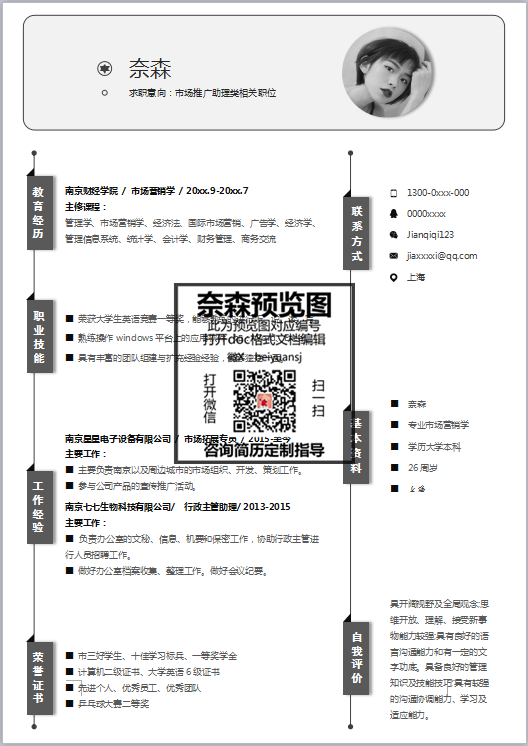 奈森
求职意向：市场推广助理类相关职位
教育经历
南京财经学院 / 市场营销学 / 20xx.9-20xx.7
主修课程：
管理学、市场营销学、经济法、国际市场营销、广告学、经济学、
管理信息系统、统计学、会计学、财务管理、商务交流
职业技能
■ 荣获大学生英语竞赛一等奖，能
■ 熟练操作 windows 平台上的应用
■ 具有丰富的团队组建与扩充经验
奈森预览图
此为预览图对应编号
打开doc格式文档编辑
微X：beiyuansj
打开微信
扫一扫
咨询简历定制指导
工作经验
南京星星电子设备有限公司 / 市场拓展专员 / 2015-至今
主要工作：
■ 主要负责南京以及周边城市的市场组织、开发、策划工作。
■ 参与公司产品的宣传推广活动。
南京七七生物科技有限公司/ 行政主管助理/ 2013-2015
主要工作：
■ 负责办公室的文秘、信息、机要和保密工作，协助行政主管进
行人员招聘工作。
■ 做好办公室档案收集、整理工作。做好会议纪要。
荣誉证书
■ 市三好学生、十佳学习标兵、一等奖学金
■ 计算机二级证书、大学英语 6 级证书
■ 先进个人、优秀员工、优秀团队
■ 乒乓球大赛二等奖
联系方式
1300-0xxx-000
0000xxxx
Jianqiqi123
jiaxxxxi@qq.com
上海
基本资料
■ 奈森
■ 专业市场营销学
■ 学历大学本科
■ 26 周岁
自我评价
具开阔视野及全局观念;思
维开放、理解、接受新事
物能力较强;具有良好的语
言沟通能力和有一定的文
字功底。具备良好的管理
知识及技能技巧;具有较强
的沟通协调能力、学习及
适应能力。